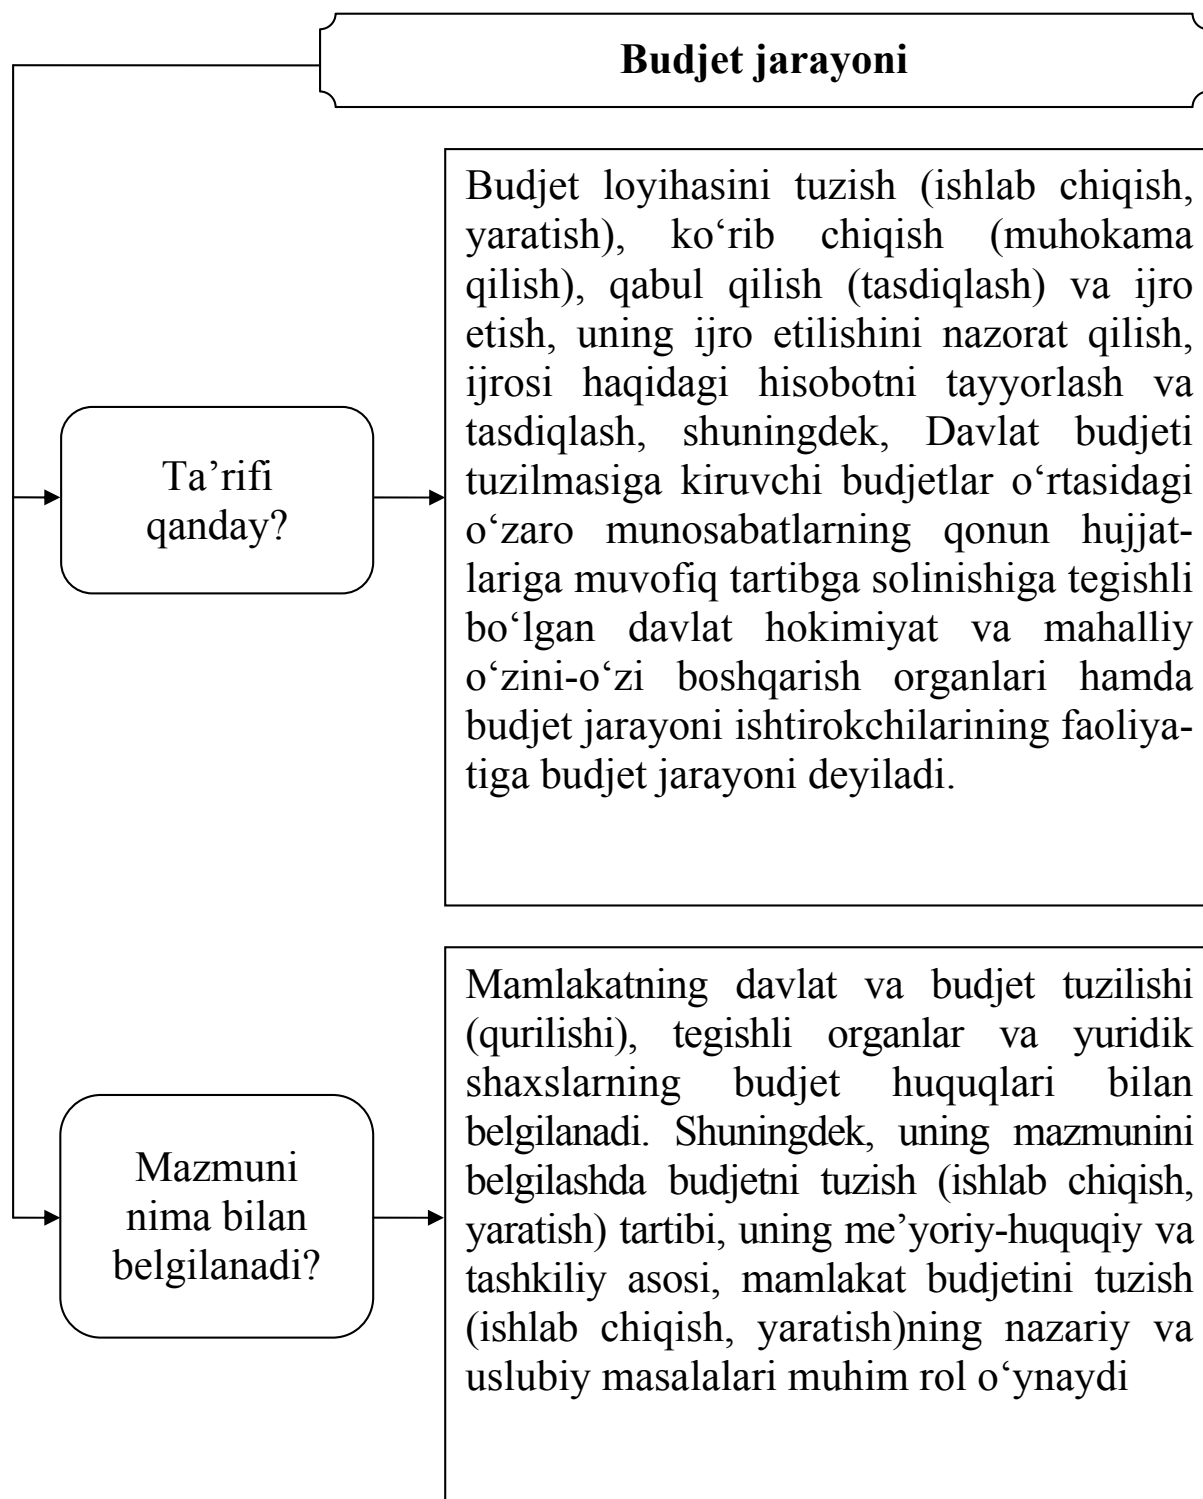 Budjet jarayoni
Ta’rifi
qanday?
Budjet loyihasini tuzish (ishlab chiqish,
yaratish), ko‘rib chiqish (muhokama
qilish), qabul qilish (tasdiqlash) va ijro
etish, uning ijro etilishini nazorat qilish,
ijrosi haqidagi hisobotni tayyorlash va
tasdiqlash, shuningdek, Davlat budjeti
tuzilmasiga kiruvchi budjetlar o‘rtasidagi
o‘zaro munosabatlarning qonun hujjat-
lariga muvofiq tartibga solinishiga tegishli
bo‘lgan davlat hokimiyat va mahalliy
o‘zini-o‘zi boshqarish organlari hamda
budjet jarayoni ishtirokchilarining faoliya-
tiga budjet jarayoni deyiladi.
Mazmuni
nima bilan
belgilanadi?
Mamlakatning davlat va budjet tuzilishi
(qurilishi), tegishli organlar va yuridik
shaxslarning budjet huquqlari bilan
belgilanadi. Shuningdek, uning mazmunini
belgilashda budjetni tuzish (ishlab chiqish,
yaratish) tartibi, uning me’yoriy-huquqiy va
tashkiliy asosi, mamlakat budjetini tuzish
(ishlab chiqish, yaratish)ning nazariy va
uslubiy masalalari muhim rol o‘ynaydi